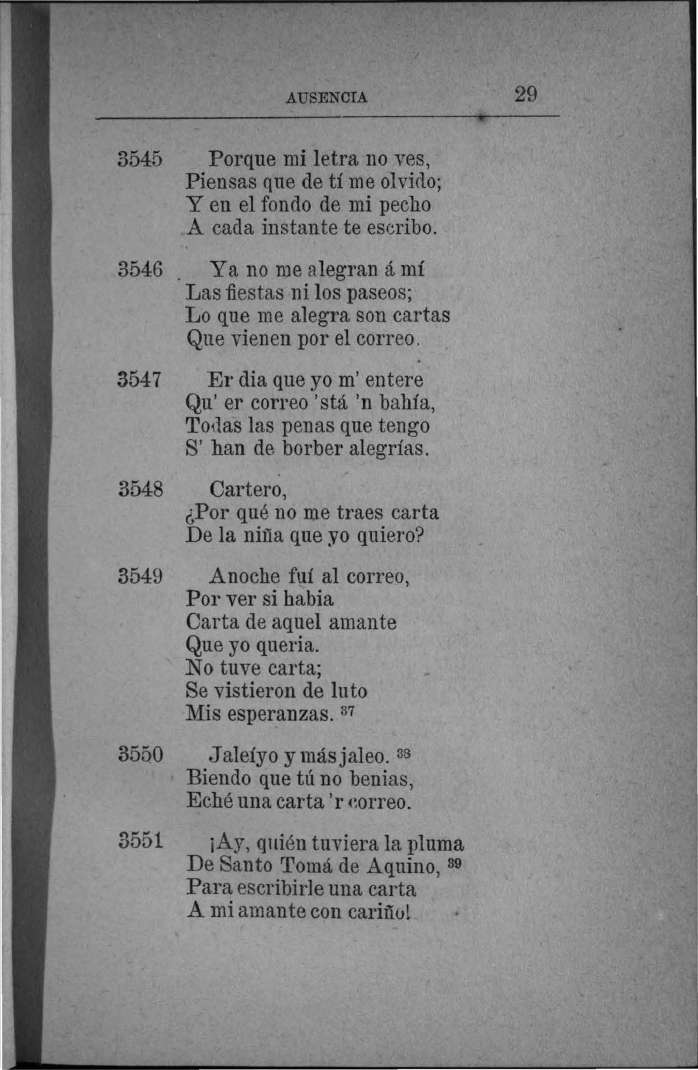 AUSENCIA 29
3545 Porque mi letra no ves,
Piensas que de tí me olvido;
Y en el fondo de mi pecho
A cada instante te escribo.
3546 Ya no me alegran á mí
Las fiestas ni los paseos;
Lo que me alegra son cartas
Que vienen por el correo.
3547 Er dia que yo m' entere
Qu' er correo 'stá 'n bahía,
Todas las penas que tengo
S' han de borber alegrías.
3548 Cartero,
¿Por qué no me traes carta
De la niña que yo quiero?
3549 Anoche fuí al correo,
Por ver si habia
Carta de aquel amante
Que yo queria.
No tuve carta;
Se vistieron de luto
Mis esperanzas. 37
3550 Jaleíyo y más jaleo. 38
Biendo que tú no benias,
Eché una carta 'r correo.
3551 ¡Ay, quién tuviera la pluma
De Santo Tomá de Aquino, 39
Para escribirle una carta
A mi amante con cariño!